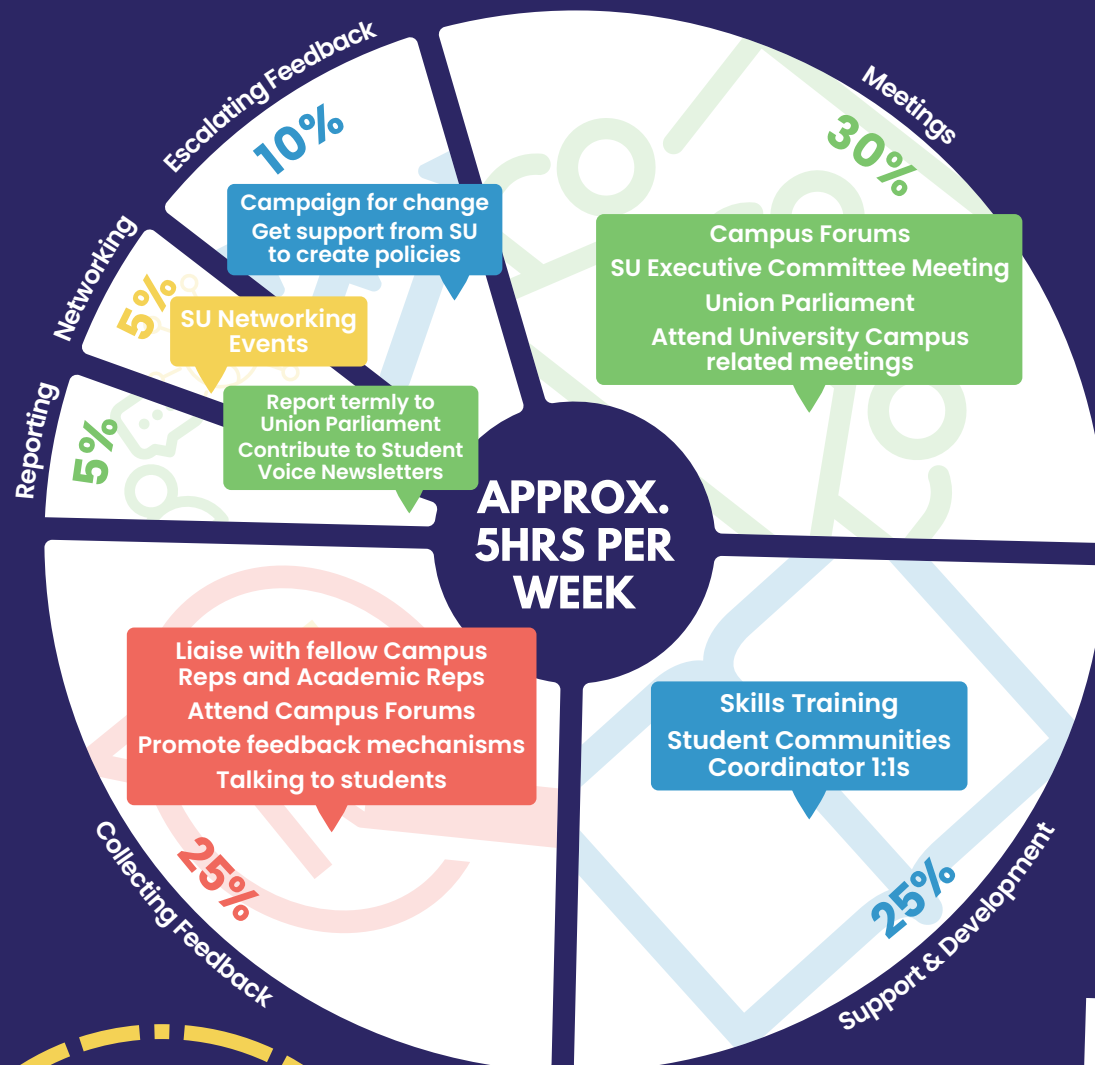 Escalating Feedback
10%
Campaign for change
Get support from SU
to create policies
Meetings
30%
Campus Forums
SU Executive Committee Meeting
Union Parliament
Attend University Campus
related meetings
Networking
5%
SU Networking
Events
Reporting
5%
Report termly to
Union Parliament
Contribute to Student
Voice Newsletters
APPROX.
5HRS PER
WEEK
Liaise with fellow Campus
Reps and Academic Reps
Attend Campus Forums
Promote feedback mechanisms
Talking to students
25%
Collecting Feedback
Skills Training
Student Communities
Coordinator 1:1s
25%
Support & Development